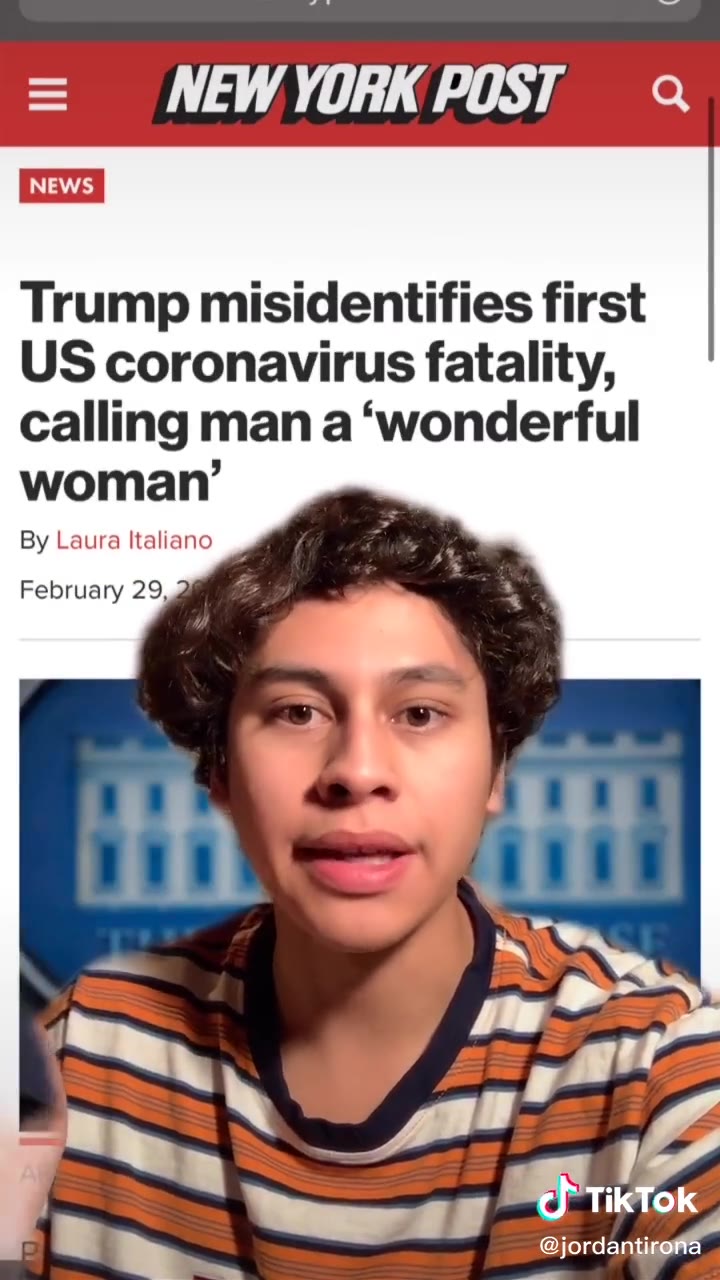 NEW YORK POST
NEWS
Trump misidentifies first
US coronavirus fatality,
calling man a ‘wonderful
woman’
By Laura Italiano
February 29, 2
TikTok
@jordantirona